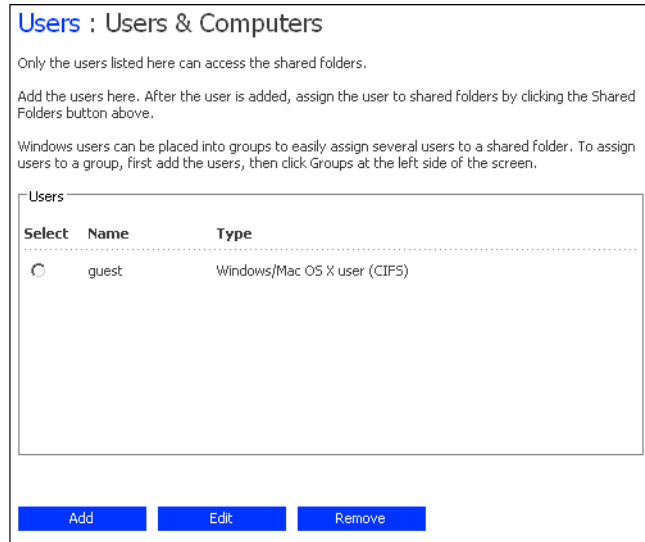 Users : Users & Computers
Only the users listed here can access the shared folders.
Add the users here. After the user is added, assign the user to shared folders by clicking the Shared
Folders button above.
Windows users can be placed into groups to easily assign several users to a shared folder. To assign
users to a group, first add the users, then click Groups at the left side of the screen.
Users
Select Name Type
guest Windows/Mac OS X user (CIFS)
Add Edit Remove